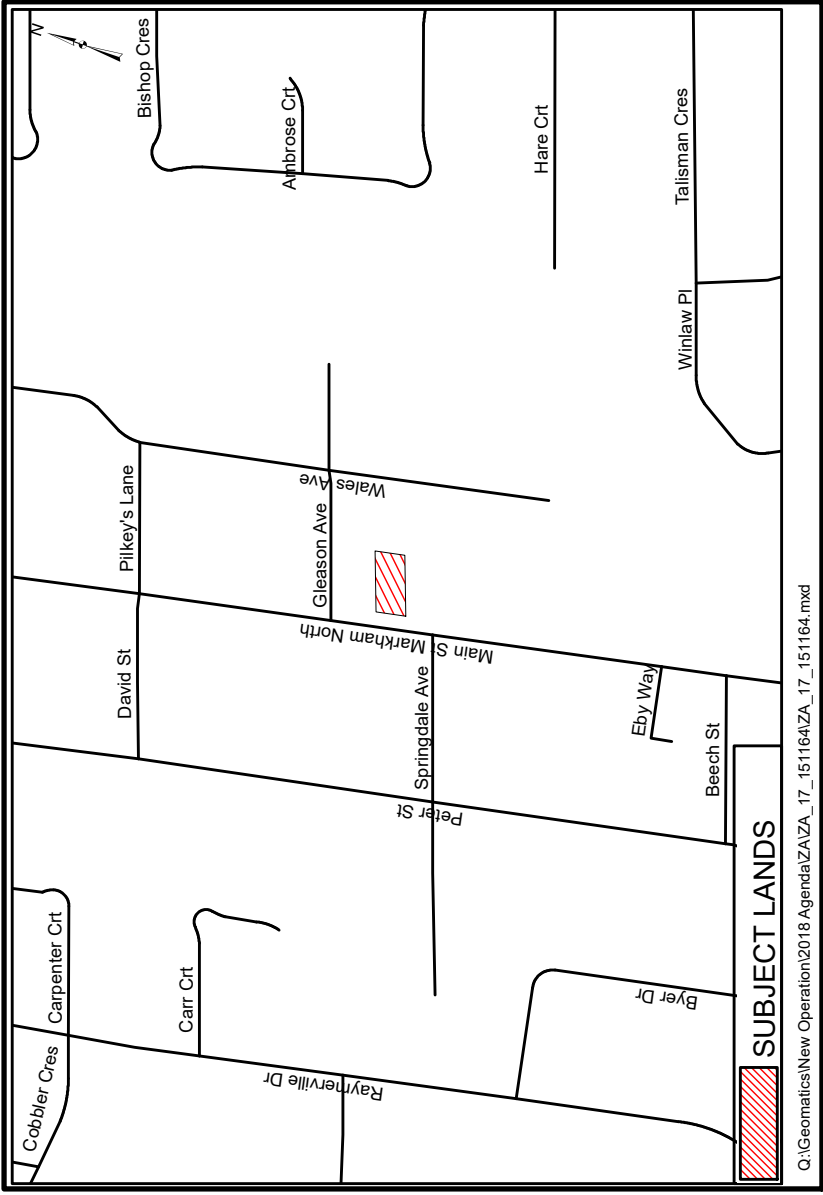 N
Bishop Cres
Ambrose Crt
Hare Crt
Talisman Cres
Winlaw Pl
Wales Ave
Pilkey's Lane
Gleason Ave
Main St Markham North
David St
Springdale Ave
Eby Way
Beech St
Peter St
Carpenter Crt
Carr Crt
Cobbler Cres
Raymerville Dr
Byer Dr
SUBJECT LANDS
Q:\Geomatics\New Operation\2018 Agenda\ZA\ZA_17_151164\ZA_17_151164.mxd